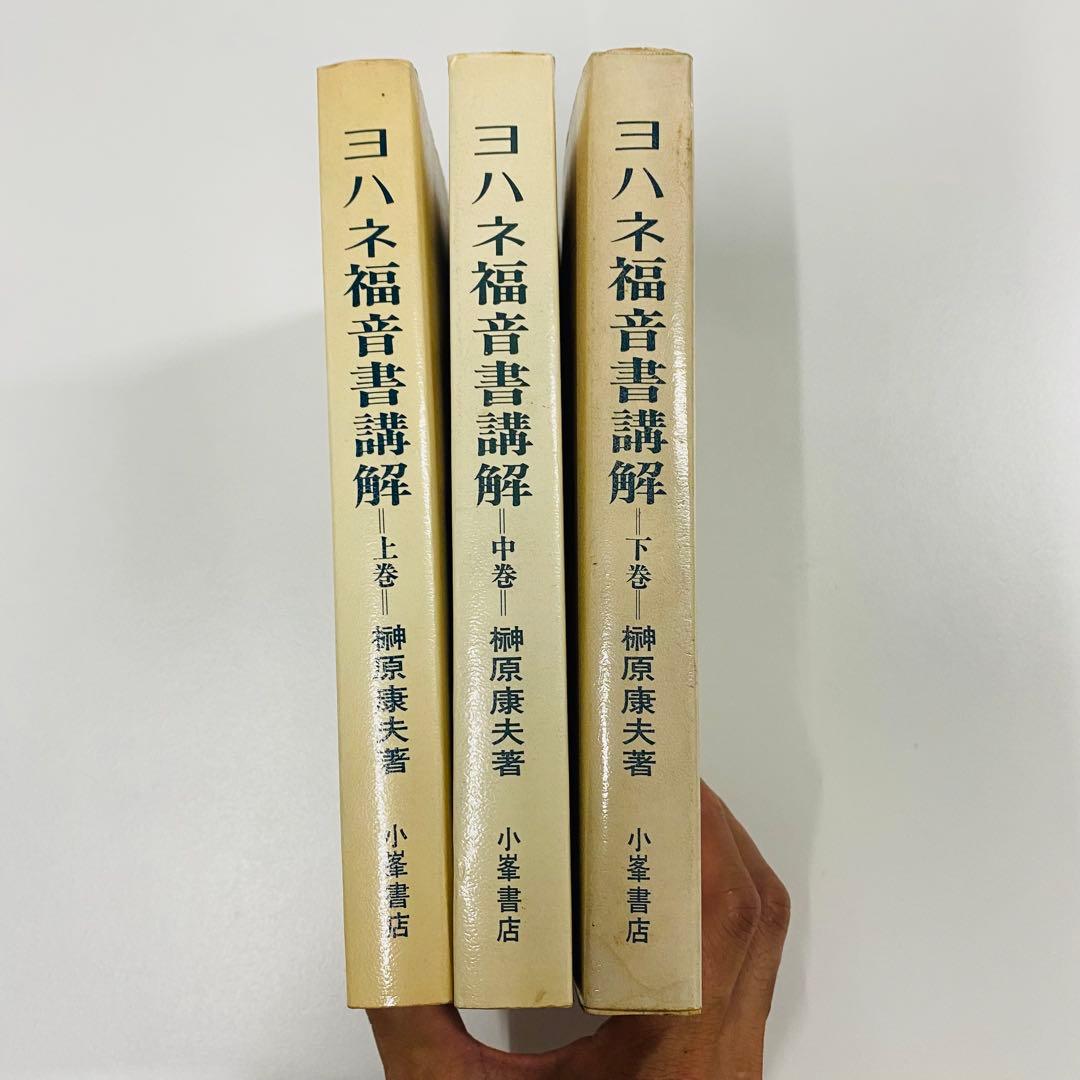 ヨハネ福音書講解=上巻= 榊原康夫著 小峯書店
ヨハネ福音書講解=中巻= 榊原康夫著 小峯書店
ヨハネ福音書講解=下巻= 榊原康夫著 小峯書店